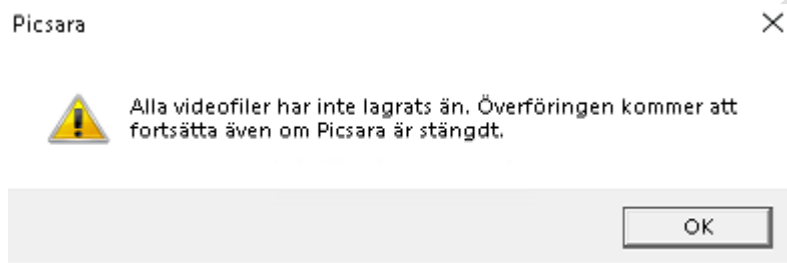 Picsara
Alla videofiler har inte lagrats än. Överföringen kommer att
fortsätta även om Picsara är stängdt.
OK